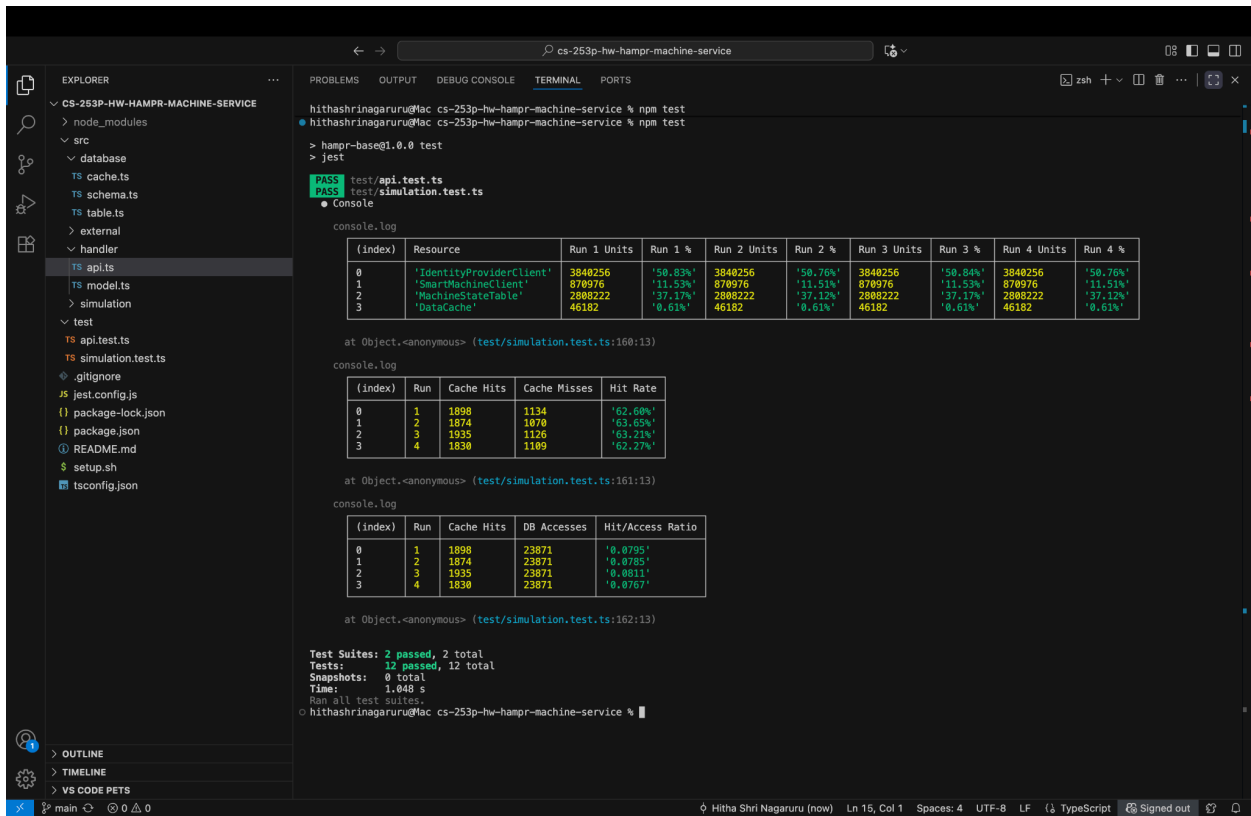 cs-253p-hw-hampr-machine-service
EXPLORER
CS-253P-HW-HAMPR-MACHINE-SERVICE
node_modules
src
database
TS cache.ts
TS schema.ts
TS table.ts
external
handler
TS api.ts
TS model.ts
simulation
test
TS api.test.ts
TS simulation.test.ts
.gitignore
JS jest.config.js
{} package-lock.json
{} package.json
README.md
$ setup.sh
tsconfig.json
OUTLINE
TIMELINE
VS CODE PETS
PROBLEMS OUTPUT DEBUG CONSOLE TERMINAL PORTS zsh
hithashrinagaruru@Mac cs-253p-hw-hampr-machine-service % npm test
hithashrinagaruru@Mac cs-253p-hw-hampr-machine-service % npm test
> hampr-base@1.0.0 test
> jest
PASS test/api.test.ts
PASS test/simulation.test.ts
● Console
console.log
(index) Resource Run 1 Units Run 1 % Run 2 Units Run 2 % Run 3 Units Run 3 % Run 4 Units Run 4 %
0 'IdentityProviderClient' 3840256 '50.83%' 3840256 '50.76%' 3840256 '50.84%' 3840256 '50.76%'
1 'SmartMachineClient' 870976 '11.53%' 870976 '11.51%' 870976 '11.53%' 870976 '11.51%'
2 'MachineStateTable' 2808222 '37.17%' 2808222 '37.12%' 2808222 '37.17%' 2808222 '37.12%'
3 'DataCache' 46182 '0.61%' 46182 '0.61%' 46182 '0.61%' 46182 '0.61%'
at Object.<anonymous> (test/simulation.test.ts:160:13)
console.log
(index) Run Cache Hits Cache Misses Hit Rate
0 1 1898 1134 '62.60%'
1 2 1874 1070 '63.65%'
2 3 1935 1126 '63.21%'
3 4 1830 1109 '62.27%'
at Object.<anonymous> (test/simulation.test.ts:161:13)
console.log
(index) Run Cache Hits DB Accesses Hit/Access Ratio
0 1 1898 23871 '0.0795'
1 2 1874 23871 '0.0785'
2 3 1935 23871 '0.0811'
3 4 1830 23871 '0.0767'
at Object.<anonymous> (test/simulation.test.ts:162:13)
Test Suites: 2 passed, 2 total
Tests: 12 passed, 12 total
Snapshots: 0 total
Time: 1.048 s
Ran all test suites.
hithashrinagaruru@Mac cs-253p-hw-hampr-machine-service %
1
main 0 0 Hitha Shri Nagaruru (now) Ln 15, Col 1 Spaces: 4 UTF-8 LF TypeScript Signed out